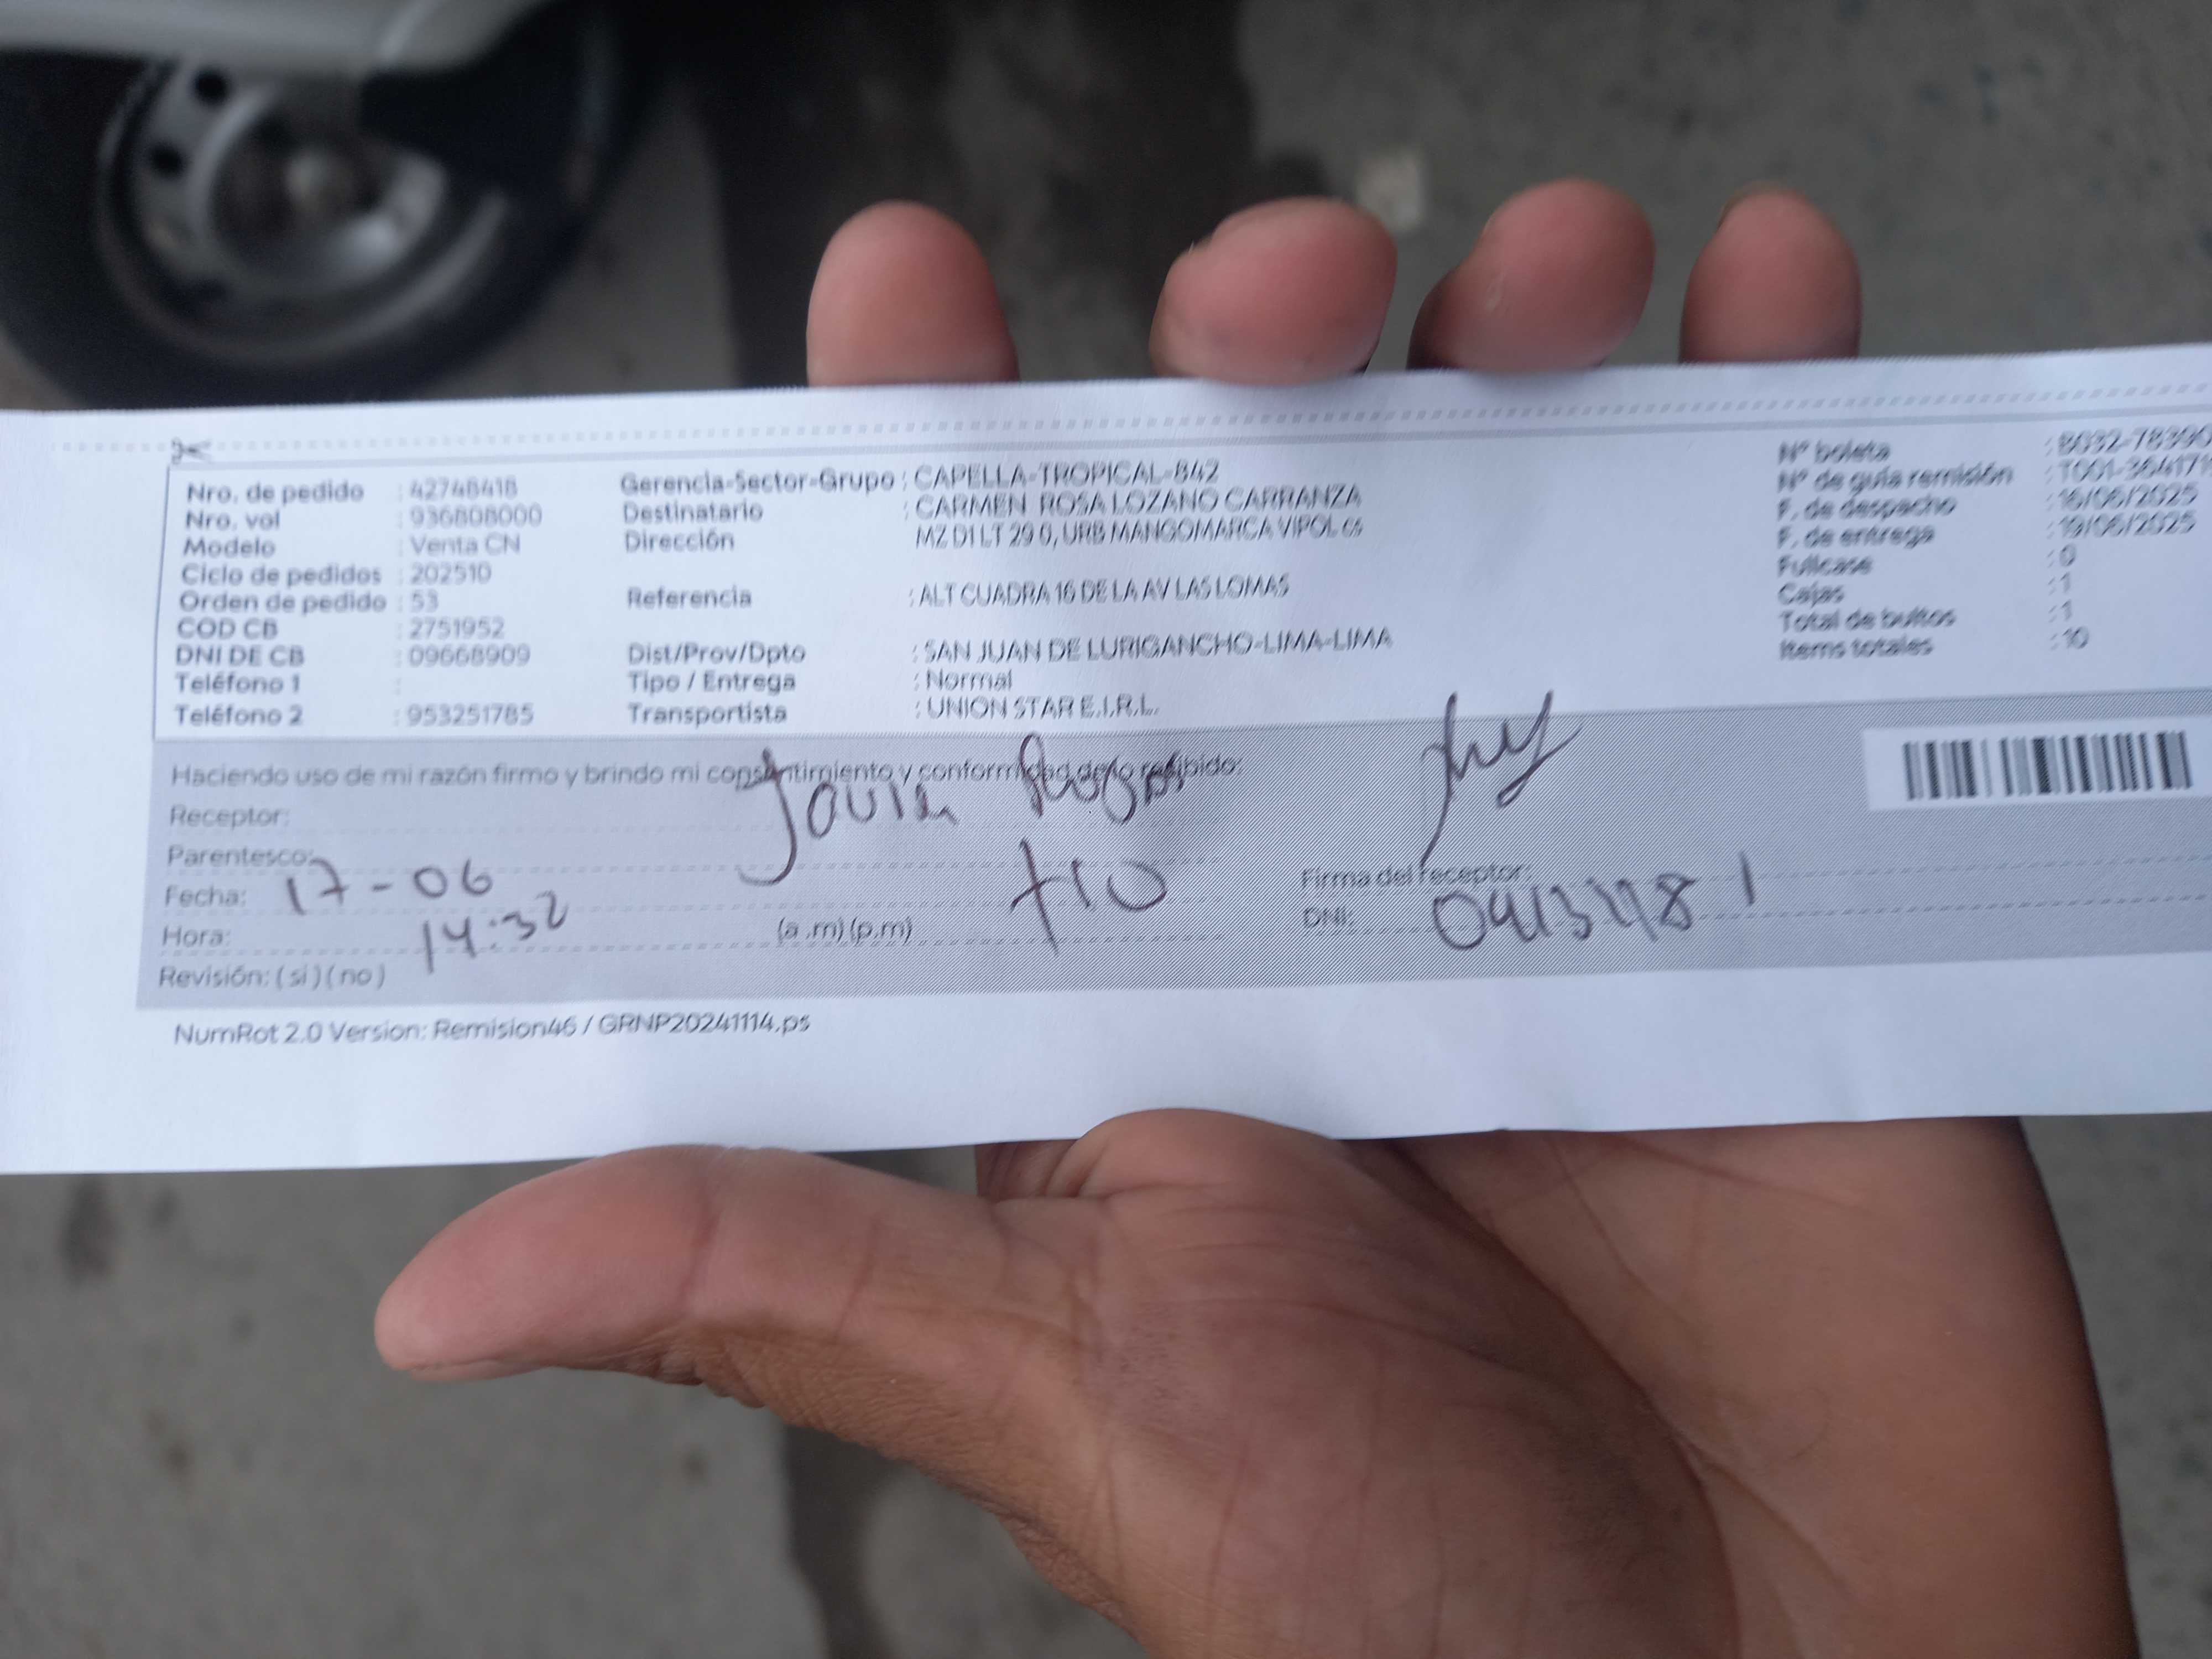 Nro. de pedido : 42748418
Nro. vol : 936808000
Modelo : Venta CN
Ciclo de pedidos : 202510
Orden de pedido : 53
COD CB : 2751952
DNI DE CB : 09668909
Teléfono 1 :
Teléfono 2 : 953251785
Gerencia-Sector-Grupo : CAPELLA-TROPICAL-842
Destinatario : CARMEN ROSA LOZANO CARRANZA
Dirección MZ D1 LT 29 0, URB MANGOMARCA VIPOL
Referencia : ALT CUADRA 16 DE LA AV LAS LOMAS
Dist/Prov/Dpto : SAN JUAN DE LURIGANCHO-LIMA-LIMA
Tipo / Entrega : Normal
Transportista : UNION STAR E.I.R.L.
N° boleta
N° de guía remisión
F. de despacho : 16/06/2025
F. de entrega : 19/06/2025
Fullcase : 0
Cajas : 1
Total de bultos : 1
Items totales : 10
Haciendo uso de mi razón firmo y brindo mi consentimiento y conformidad de lo recibido:
Receptor: Javier
Parentesco: tío
Fecha: 17-06
Hora: 14:32 (a .m) (p.m)
Revisión: ( si ) ( no )
Firma del receptor:
DNI:
NumRot 2.0 Version: Remision46 / GRNP20241114.ps